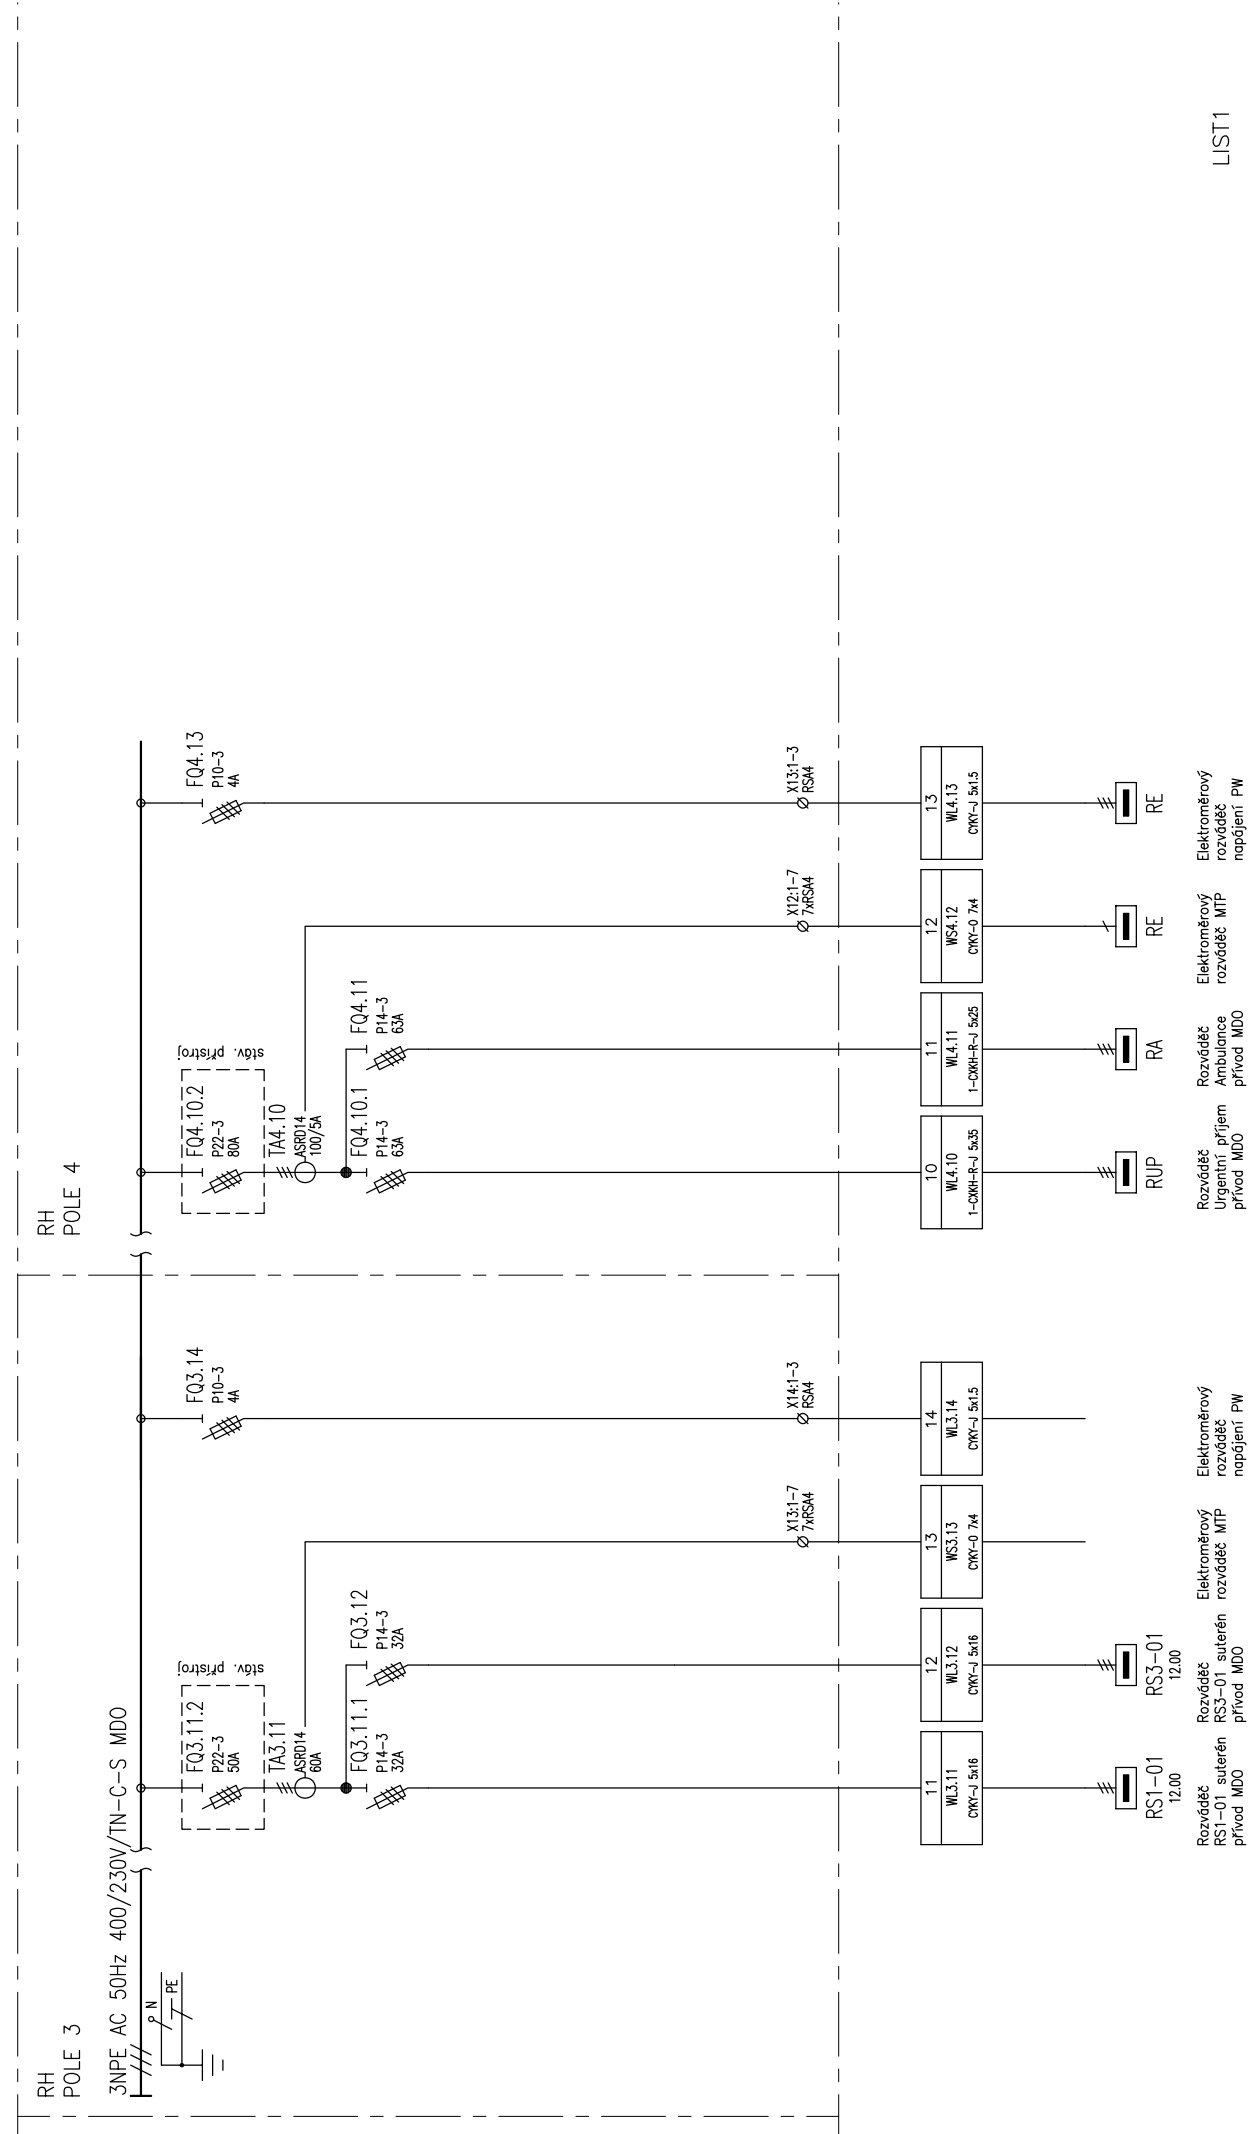 RH
POLE 3
3NPE AC 50Hz 400/230V/TN-C-S MDO
N
PE
FQ3.11.2
P22-3
50A
stáv. přístroj
TA3.11
ASRD14
60A
FQ3.11.1
P14-3
32A
FQ3.12
P14-3
32A
FQ3.14
P10-3
4A
X13:1-7
7xRSA4
X14:1-3
RSA4
11
WL3.11
CYKY-J 5x16
12
WL3.12
CYKY-J 5x16
13
WS3.13
CYKY-O 7x4
14
WL3.14
CYKY-J 5x1.5
RS1-01
12.00
RS3-01
12.00
Rozváděč
RS1-01 suterén
přívod MDO
Rozváděč
RS3-01 suterén
přívod MDO
Elektroměrový
rozváděč MTP
Elektroměrový
rozváděč
napájení PW
RH
POLE 4
FQ4.10.2
P22-3
80A
stáv. přístroj
TA4.10
ASRD14
100/5A
FQ4.10.1
P14-3
63A
FQ4.11
P14-3
63A
FQ4.13
P10-3
4A
X12:1-7
7xRSA4
X13:1-3
RSA4
10
WL4.10
1-CXKH-R-J 5x35
11
WL4.11
1-CXKH-R-J 5x25
12
WS4.12
CYKY-O 7x4
13
WL4.13
CYKY-J 5x1.5
RUP
RA
RE
RE
Rozváděč
Urgentní příjem
přívod MDO
Rozváděč
Ambulance
přívod MDO
Elektroměrový
rozváděč MTP
Elektroměrový
rozváděč
napájení PW
LIST1